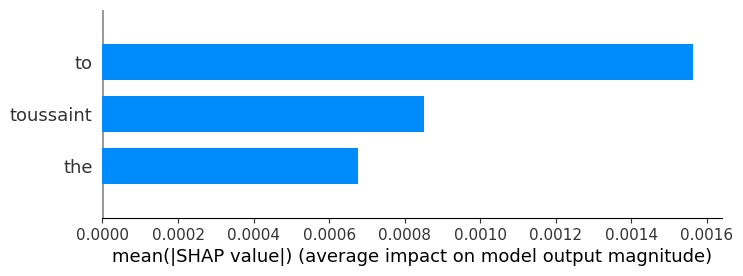 to
toussaint
the
0.0000 0.0002 0.0004 0.0006 0.0008 0.0010 0.0012 0.0014 0.0016
mean(|SHAP value|) (average impact on model output magnitude)